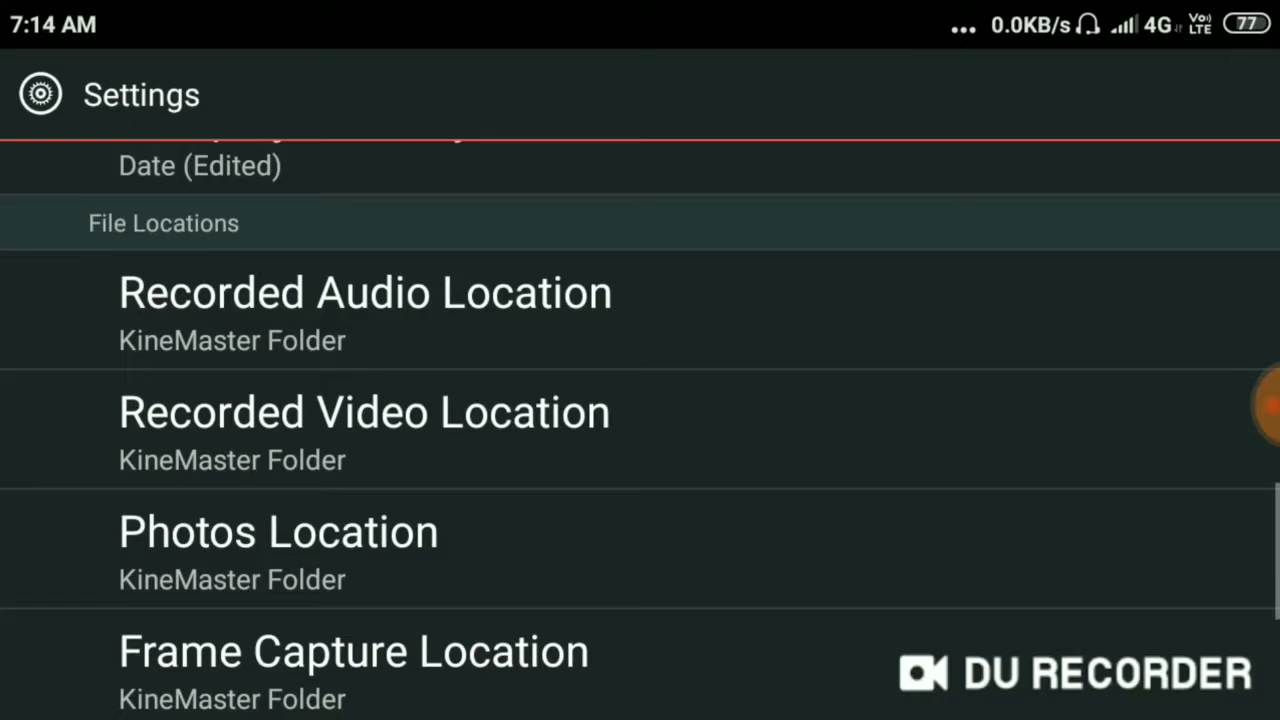 7:14 AM
... 0.0KB/s 4G Vo) LTE 77
Settings
Date (Edited)
File Locations
Recorded Audio Location
KineMaster Folder
Recorded Video Location
KineMaster Folder
Photos Location
KineMaster Folder
Frame Capture Location
KineMaster Folder
DU RECORDER